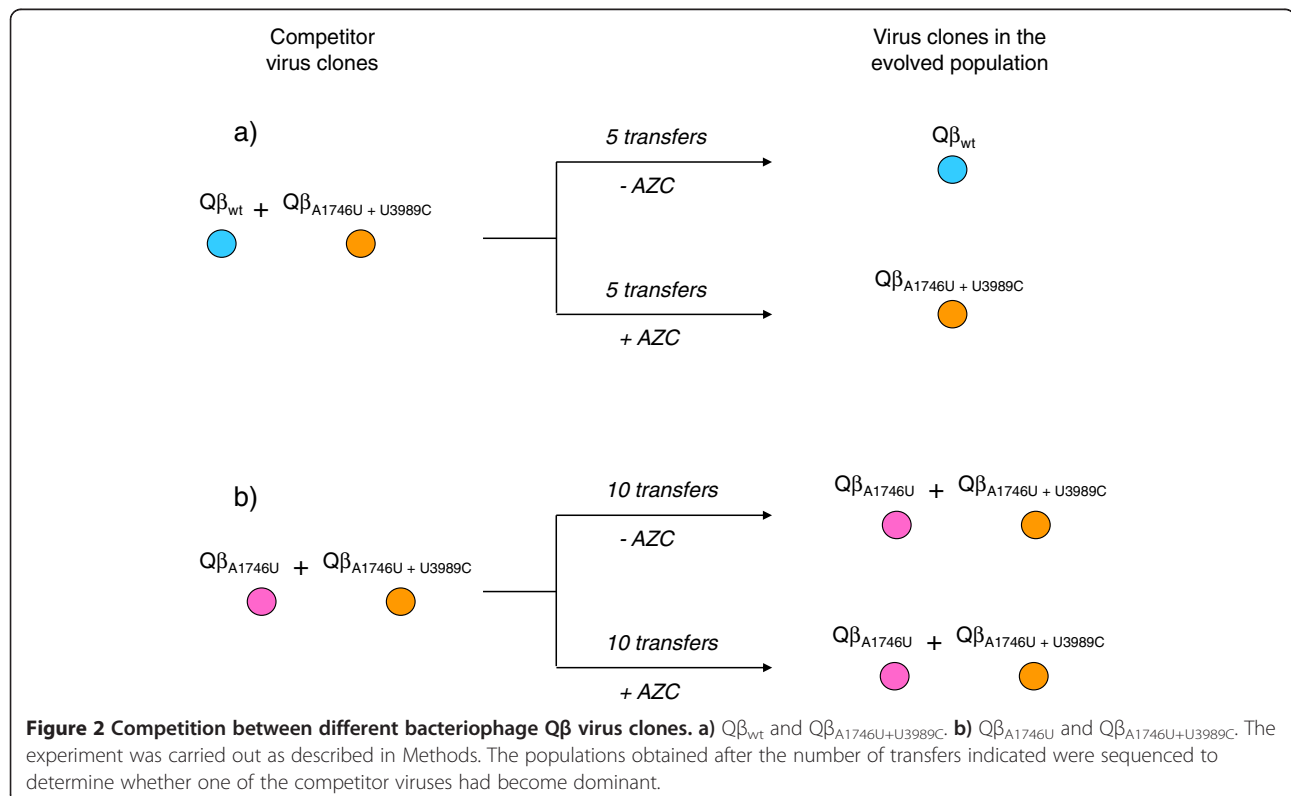 Competitor
virus clones
Virus clones in the
evolved population
a)
Qβwt + QβA1746U + U3989C
5 transfers
- AZC
Qβwt
5 transfers
+ AZC
QβA1746U + U3989C
b)
QβA1746U + QβA1746U + U3989C
10 transfers
- AZC
QβA1746U + QβA1746U + U3989C
10 transfers
+ AZC
QβA1746U + QβA1746U + U3989C
Figure 2 Competition between different bacteriophage Qβ virus clones. a) Qβwt and QβA1746U+U3989C. b) QβA1746U and QβA1746U+U3989C. The
experiment was carried out as described in Methods. The populations obtained after the number of transfers indicated were sequenced to
determine whether one of the competitor viruses had become dominant.